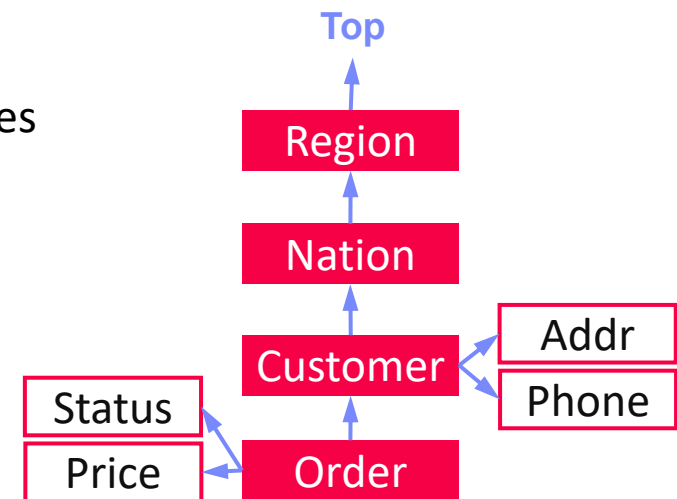 Top
es
Region
Nation
Customer
Addr
Phone
Status
Price
Order